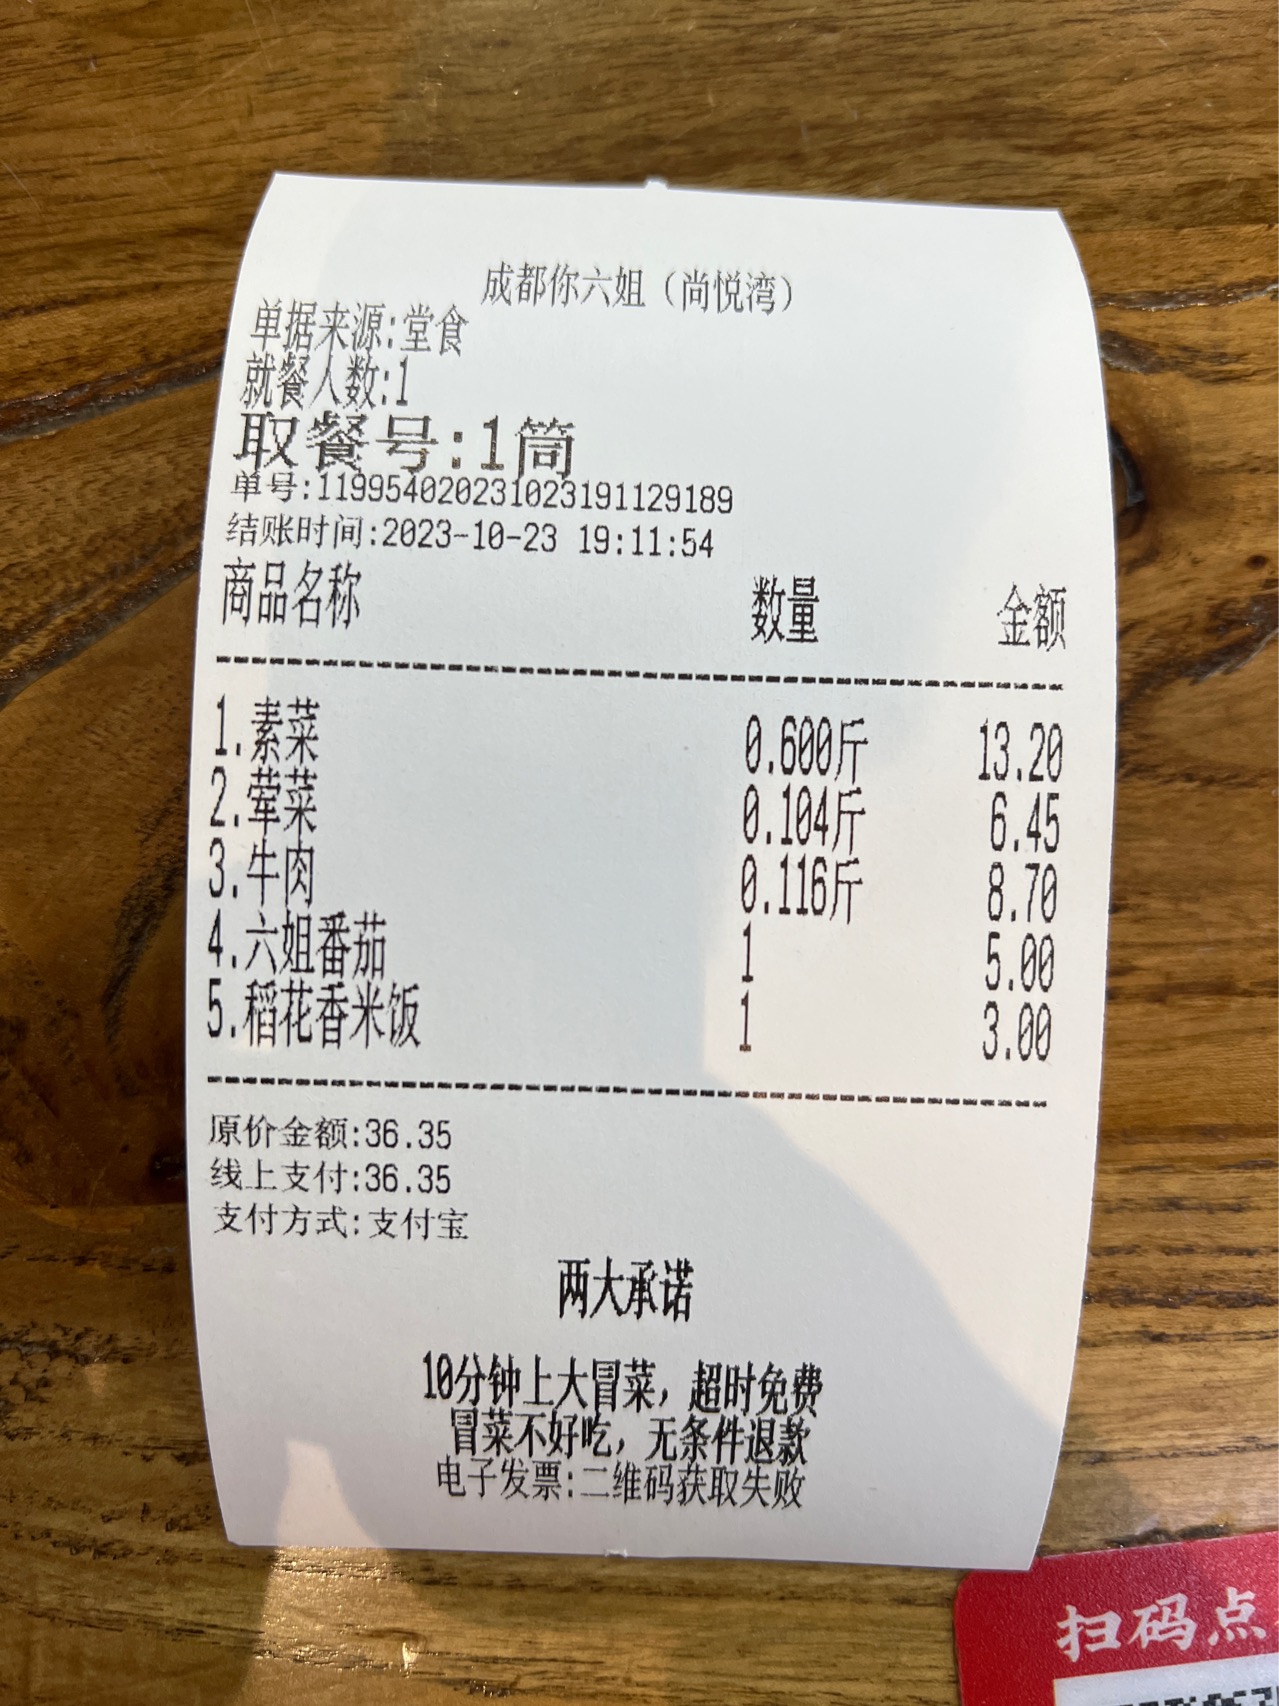 成都你六姐（尚悦湾）
单据来源:堂食
就餐人数:1
取餐号:1筒
单号:119954020231023191129189
结账时间:2023-10-23 19:11:54
商品名称 数量 金额
1.素菜 0.600斤 13.20
2.荤菜 0.104斤 6.45
3.牛肉 0.116斤 8.70
4.六姐番茄 1 5.00
5.稻花香米饭 1 3.00
原价金额:36.35
线上支付:36.35
支付方式:支付宝
两大承诺
10分钟上大冒菜，超时免费
冒菜不好吃，无条件退款
电子发票:二维码获取失败
扫码点